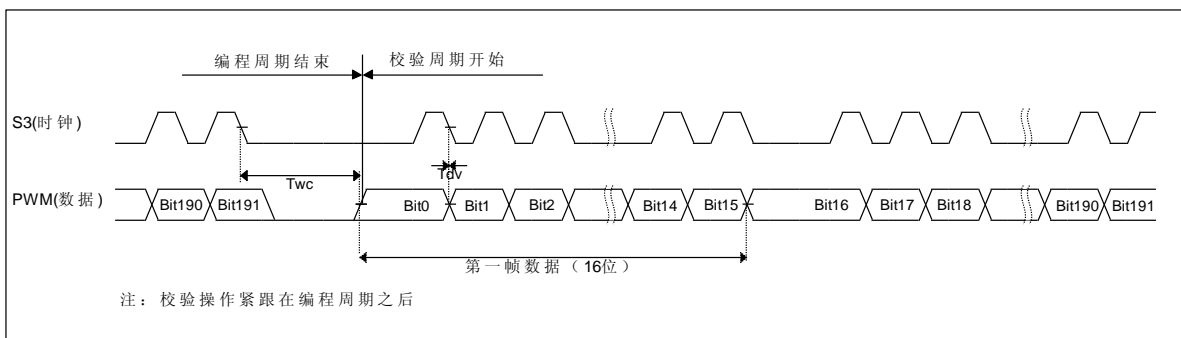 编程周期结束 校验周期开始
S3(时钟)
Twc Tdv
PWM(数据) Bit190 Bit191 Bit0 Bit1 Bit2 Bit14 Bit15 Bit16 Bit17 Bit18 Bit190 Bit191
第一帧数据(16位)
注:校验操作紧跟在编程周期之后